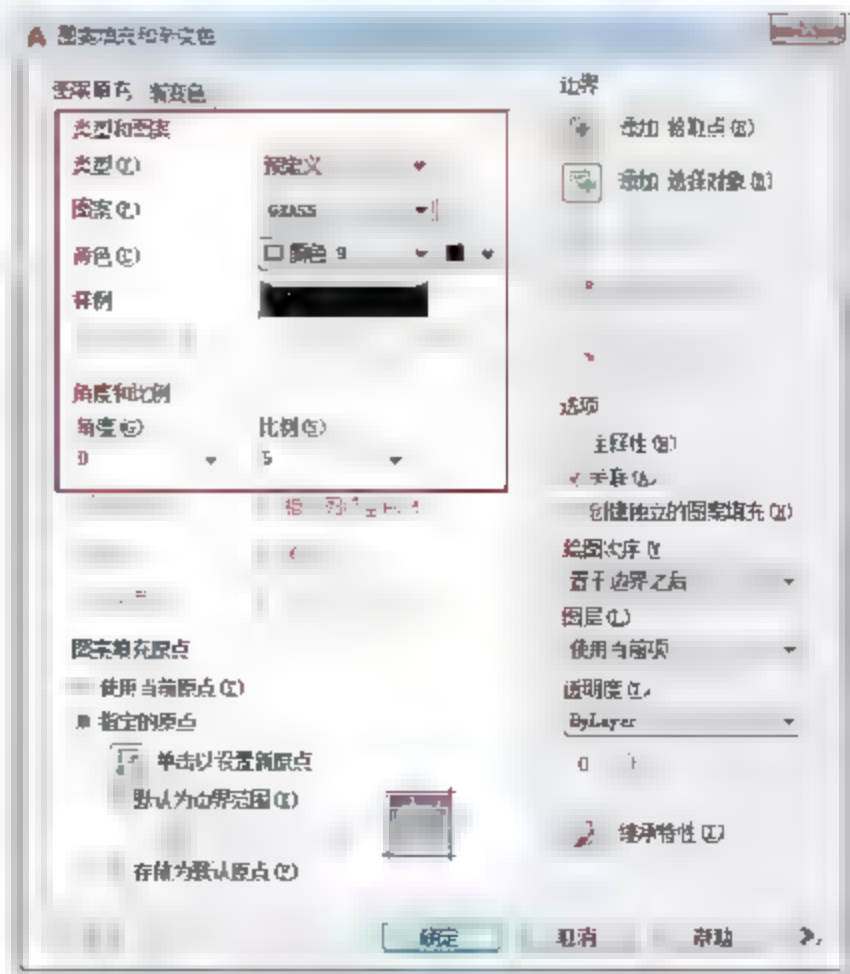 图案填充和渐变色
图案填充 渐变色
类型和图案
类型(Y)
预定义
图案(P)
GRASS
颜色(C)
颜色 9
样例
角度和比例
角度(G)
比例(S)
0
5
图案填充原点
使用当前原点(T)
指定的原点
单击以设置新原点
默认为边界范围(X)
存储为默认原点(F)
边界
添加 拾取点(K)
添加 选择对象(B)
选项
注释性(N)
关联(A)
创建独立的图案填充(H)
绘图次序(W)
置于边界之后
图层(L)
使用当前项
透明度(T)
ByLayer
0
继承特性(I)
确定
取消
帮助